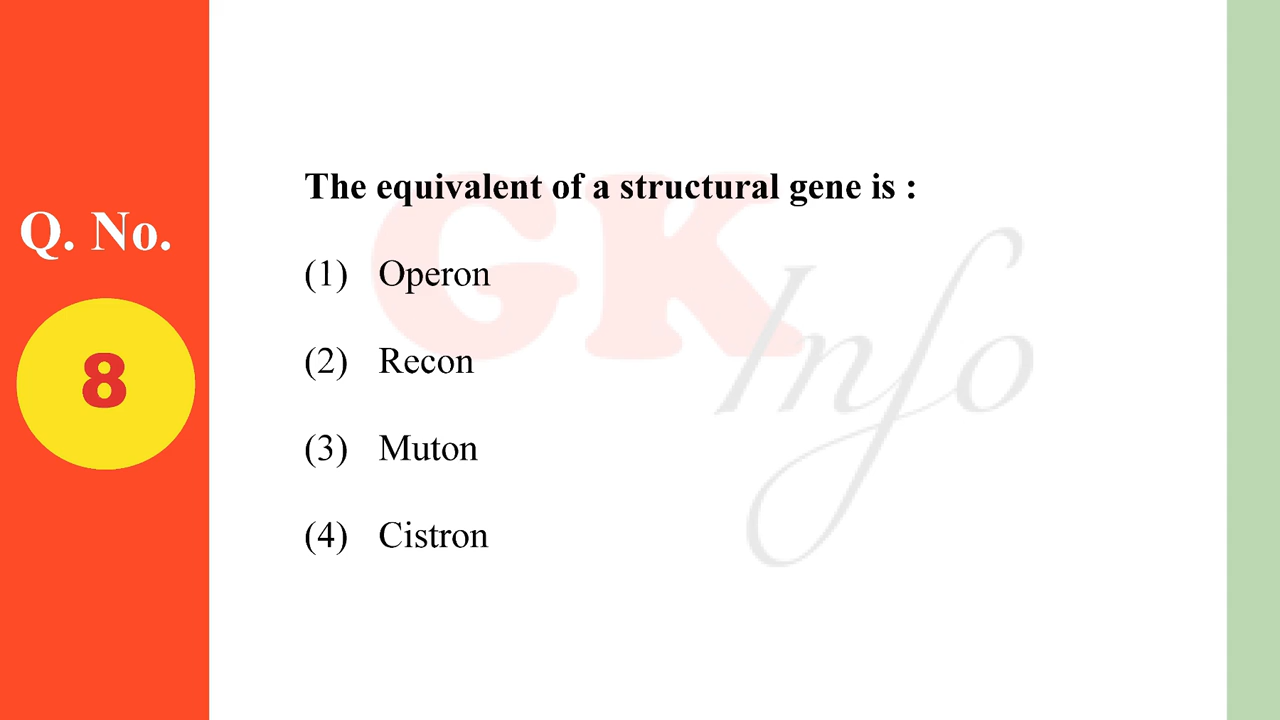 Q. No.
8
The equivalent of a structural gene is :
(1) Operon
(2) Recon
(3) Muton
(4) Cistron
GK
Info